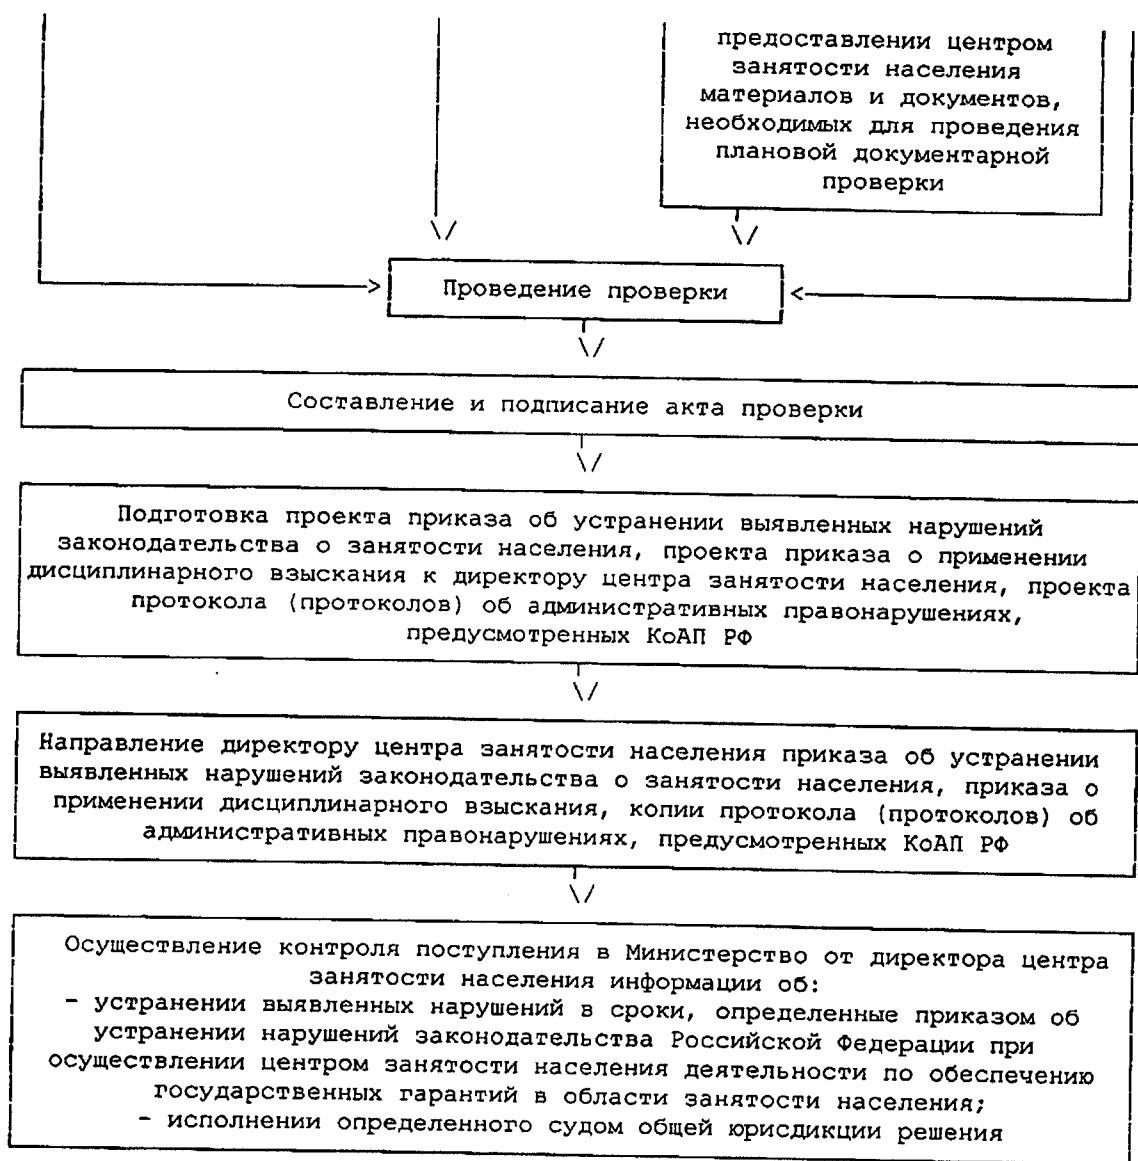 предоставлении центром
занятости населения
материалов и документов,
необходимых для проведения
плановой документарной
проверки
Проведение проверки
Составление и подписание акта проверки
Подготовка проекта приказа об устранении выявленных нарушений
законодательства о занятости населения, проекта приказа о применении
дисциплинарного взыскания к директору центра занятости населения, проекта
протокола (протоколов) об административных правонарушениях,
предусмотренных КоАП РФ
Направление директору центра занятости населения приказа об устранении
выявленных нарушений законодательства о занятости населения, приказа о
применении дисциплинарного взыскания, копии протокола (протоколов) об
административных правонарушениях, предусмотренных КоАП РФ
Осуществление контроля поступления в Министерство от директора центра
занятости населения информации об:
- устранении выявленных нарушений в сроки, определенные приказом об
устранении нарушений законодательства Российской Федерации при
осуществлении центром занятости населения деятельности по обеспечению
государственных гарантий в области занятости населения;
- исполнении определенного судом общей юрисдикции решения